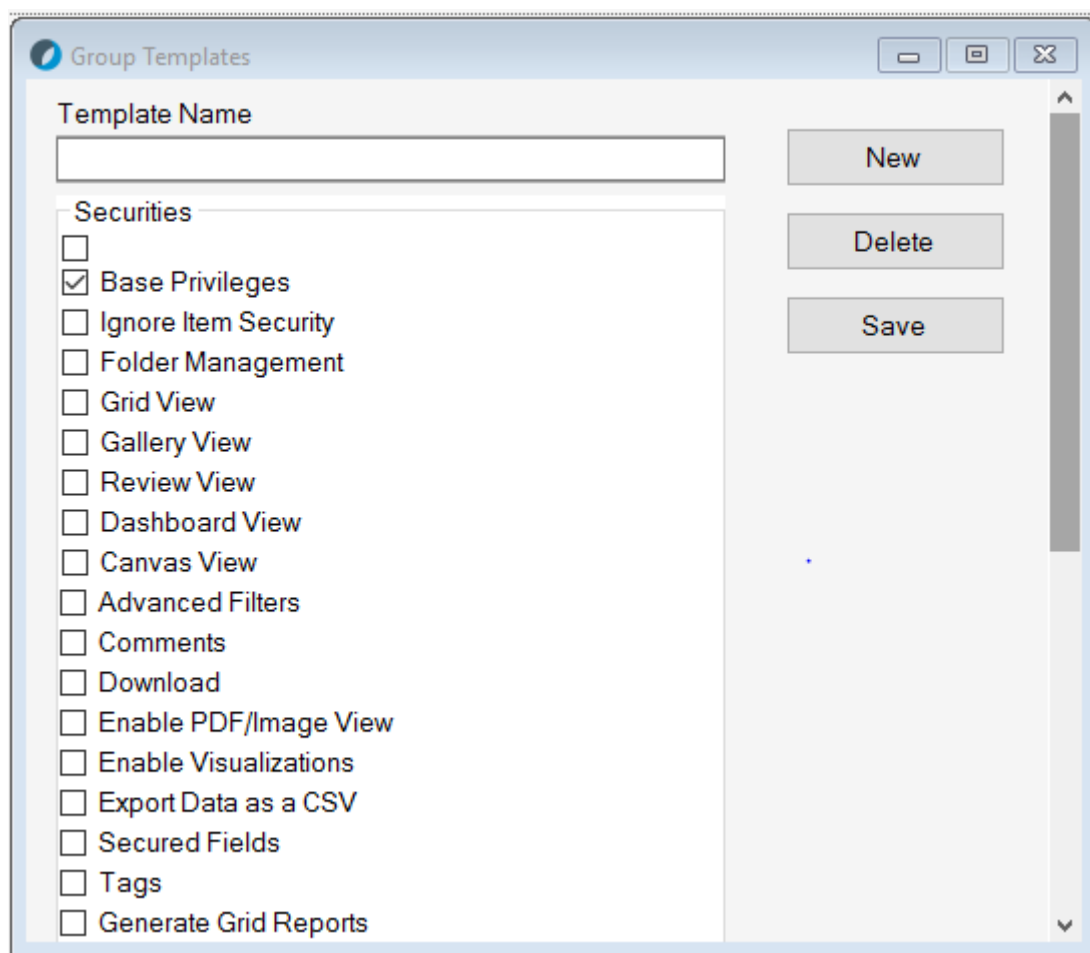 Group Templates
Template Name
New
Securities
Delete
Base Privileges
Ignore Item Security
Save
Folder Management
Grid View
Gallery View
Review View
Dashboard View
Canvas View
Advanced Filters
Comments
Download
Enable PDF/Image View
Enable Visualizations
Export Data as a CSV
Secured Fields
Tags
Generate Grid Reports